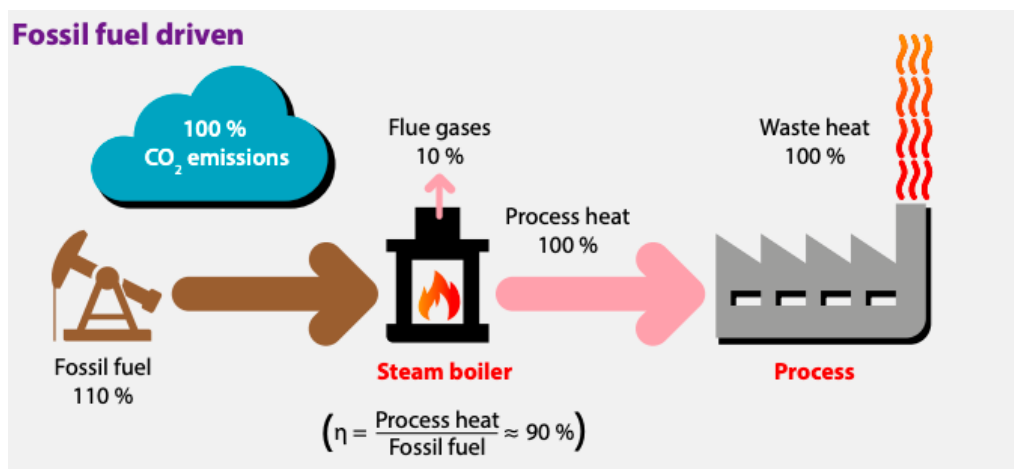 Fossil fuel driven
100 %
CO₂ emissions
Flue gases
10 %
Waste heat
100 %
Process heat
100 %
Fossil fuel
110 %
Steam boiler
Process
(η = Process heat / Fossil fuel ≈ 90 %)